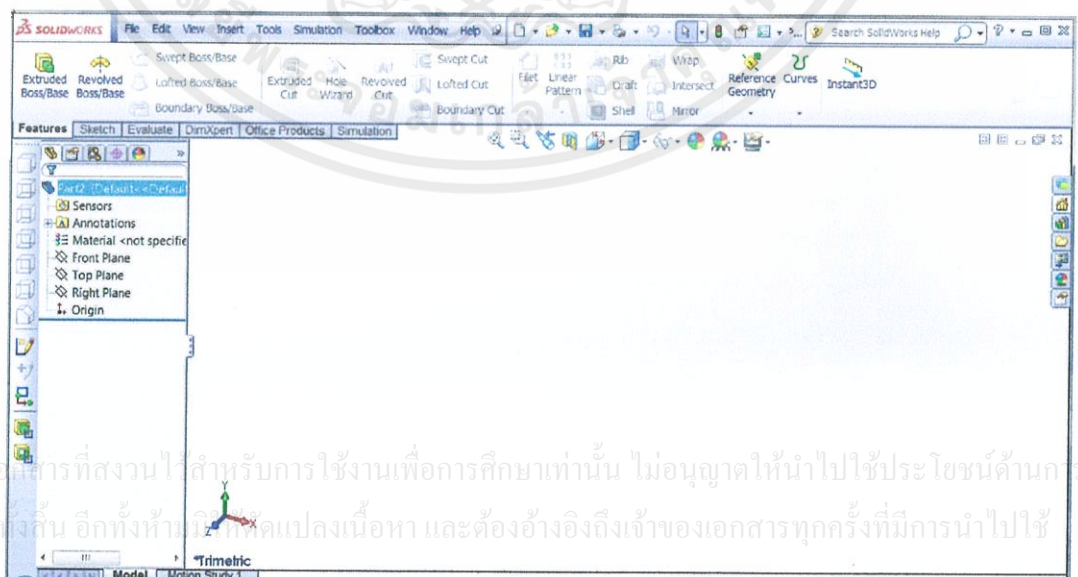 SOLIDWORKS File Edit View Insert Tools Simulation Toolbox Window Help Search SolidWorks Help
Extruded Boss/Base
Revolved Boss/Base
Swept Boss/Base
Lofted Boss/Base
Boundary Boss/Base
Extruded Cut
Hole Wizard
Revolved Cut
Swept Cut
Lofted Cut
Boundary Cut
Fillet
Linear Pattern
Rib
Draft
Shell
Wrap
Intersect
Mirror
Reference Geometry
Curves
Instant3D
Features Sketch Evaluate DimXpert Office Products Simulation
Part2 (Default<<Defaul
Sensors
Annotations
Material <not specifie
Front Plane
Top Plane
Right Plane
Origin
เอกสารที่สงวนไว้สำหรับการใช้งานเพื่อการศึกษาเท่านั้น ไม่อนุญาตให้นำไปใช้ประโยชน์ด้านการ
ทั้งสิ้น อีกทั้งห้ามมิให้ดัดแปลงเนื้อหา และต้องอ้างอิงถึงเจ้าของเอกสารทุกครั้งที่มีการนำไปใช้
Y
X
Z
*Trimetric
Model Motion Study 1